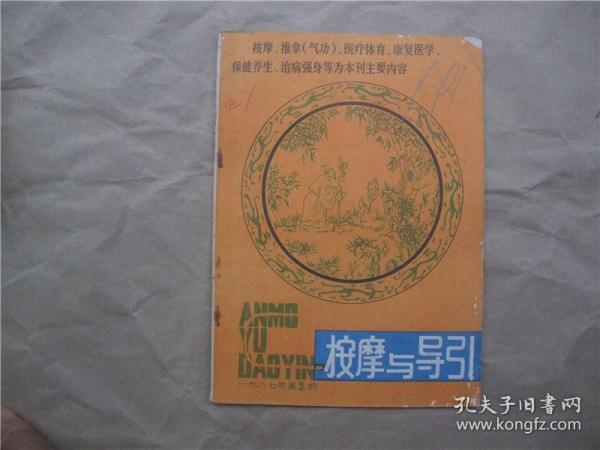 按摩、推拿(气功)、医疗体育、康复医学、
保健养生、治病强身等为本刊主要内容
ANMO
YU
DAOYIN
按摩与导引
一九八七年第2期
孔夫子旧书网
www.kongfz.com